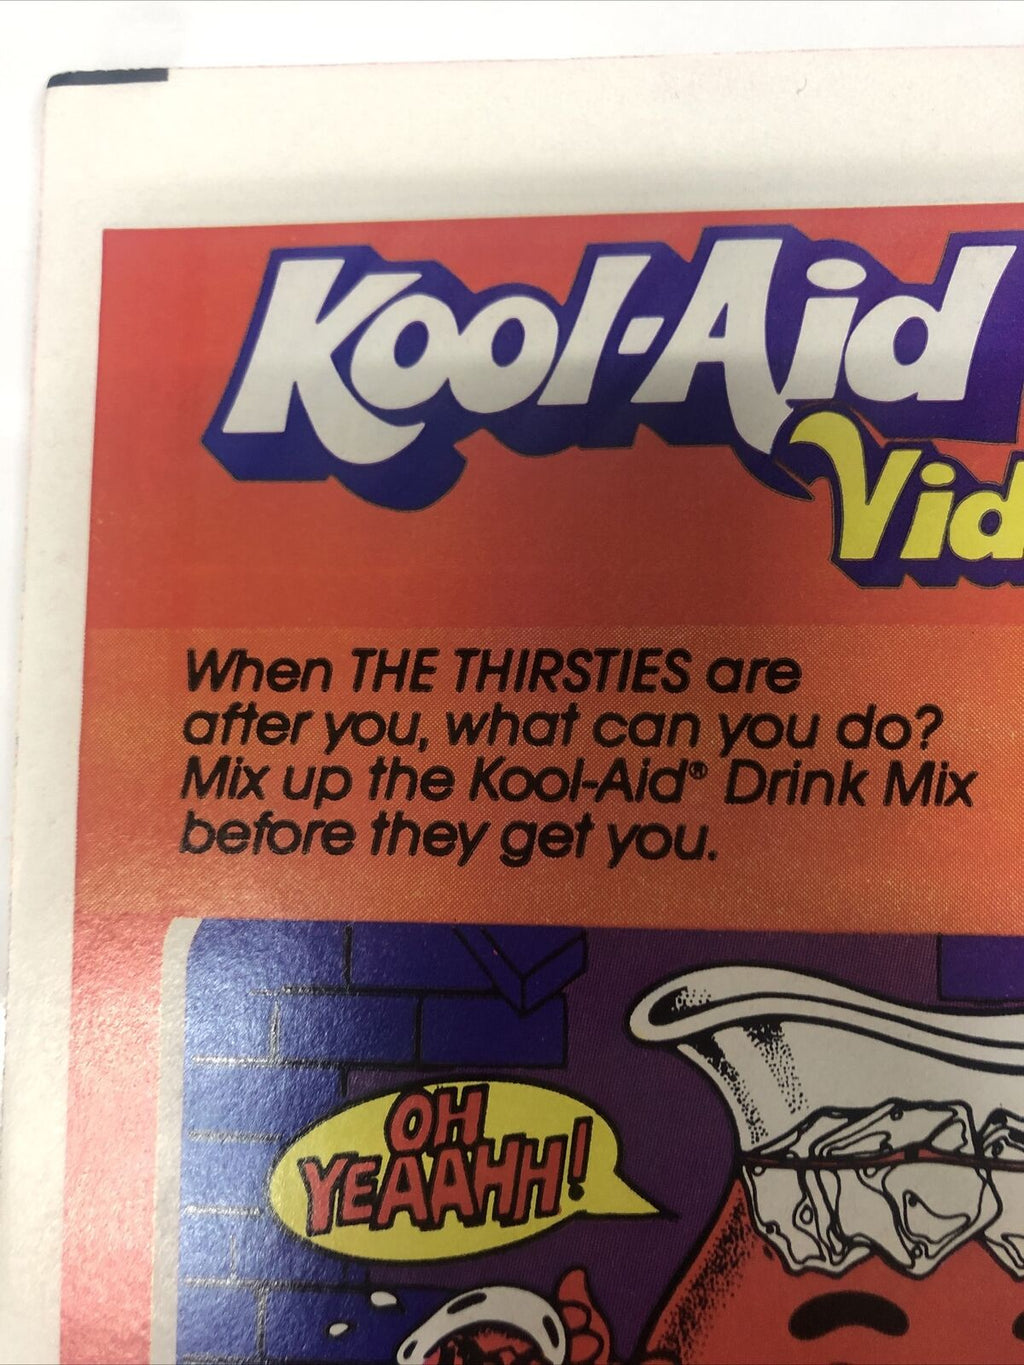 Kool-Aid
When THE THIRSTIES are
after you, what can you do?
Mix up the Kool-Aid® Drink Mix
before they get you.
OH
YEAAHH!